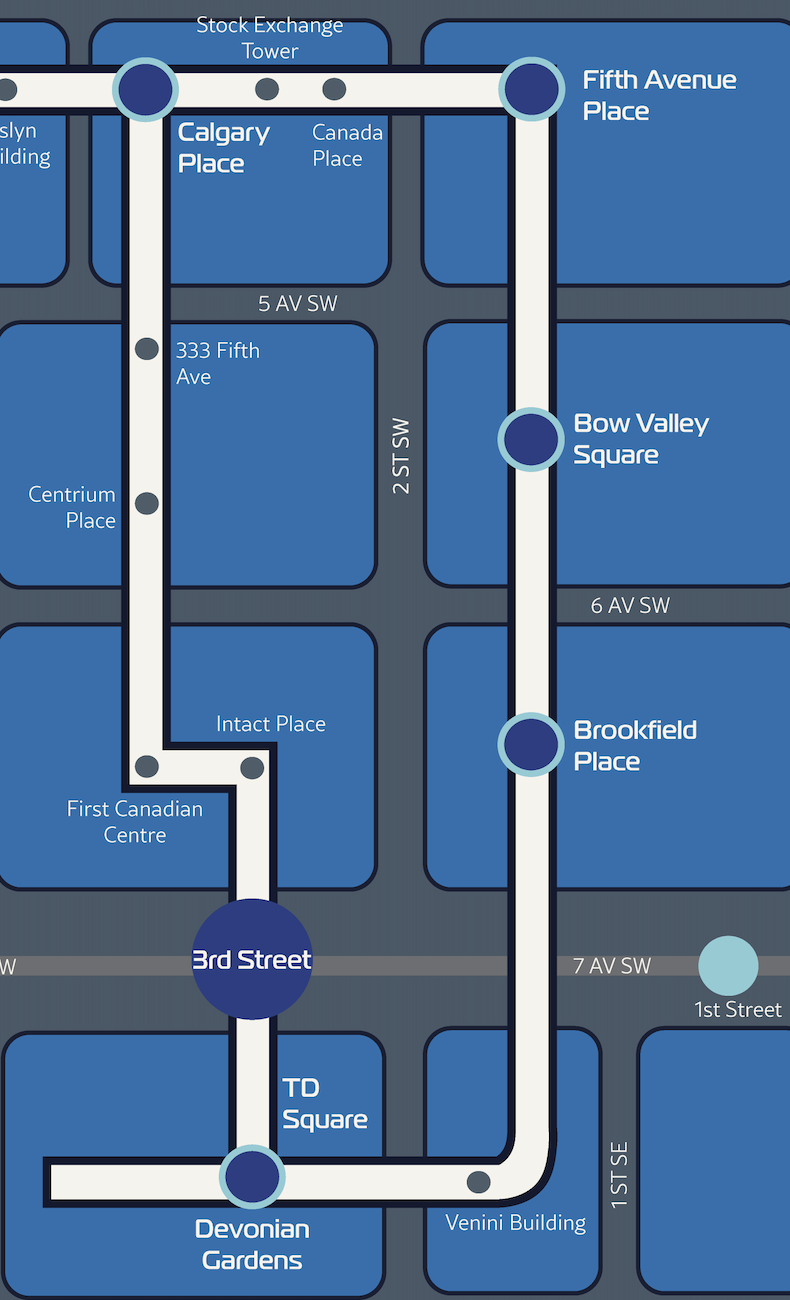 Stock Exchange
Tower
Fifth Avenue
Place
slyn
ilding
Calgary
Place
Canada
Place
5 AV SW
333 Fifth
Ave
2 ST SW
Bow Valley
Square
Centrium
Place
6 AV SW
Intact Place
Brookfield
Place
First Canadian
Centre
3rd Street
W
7 AV SW
1st Street
TD
Square
1 ST SE
Devonian
Gardens
Venini Building